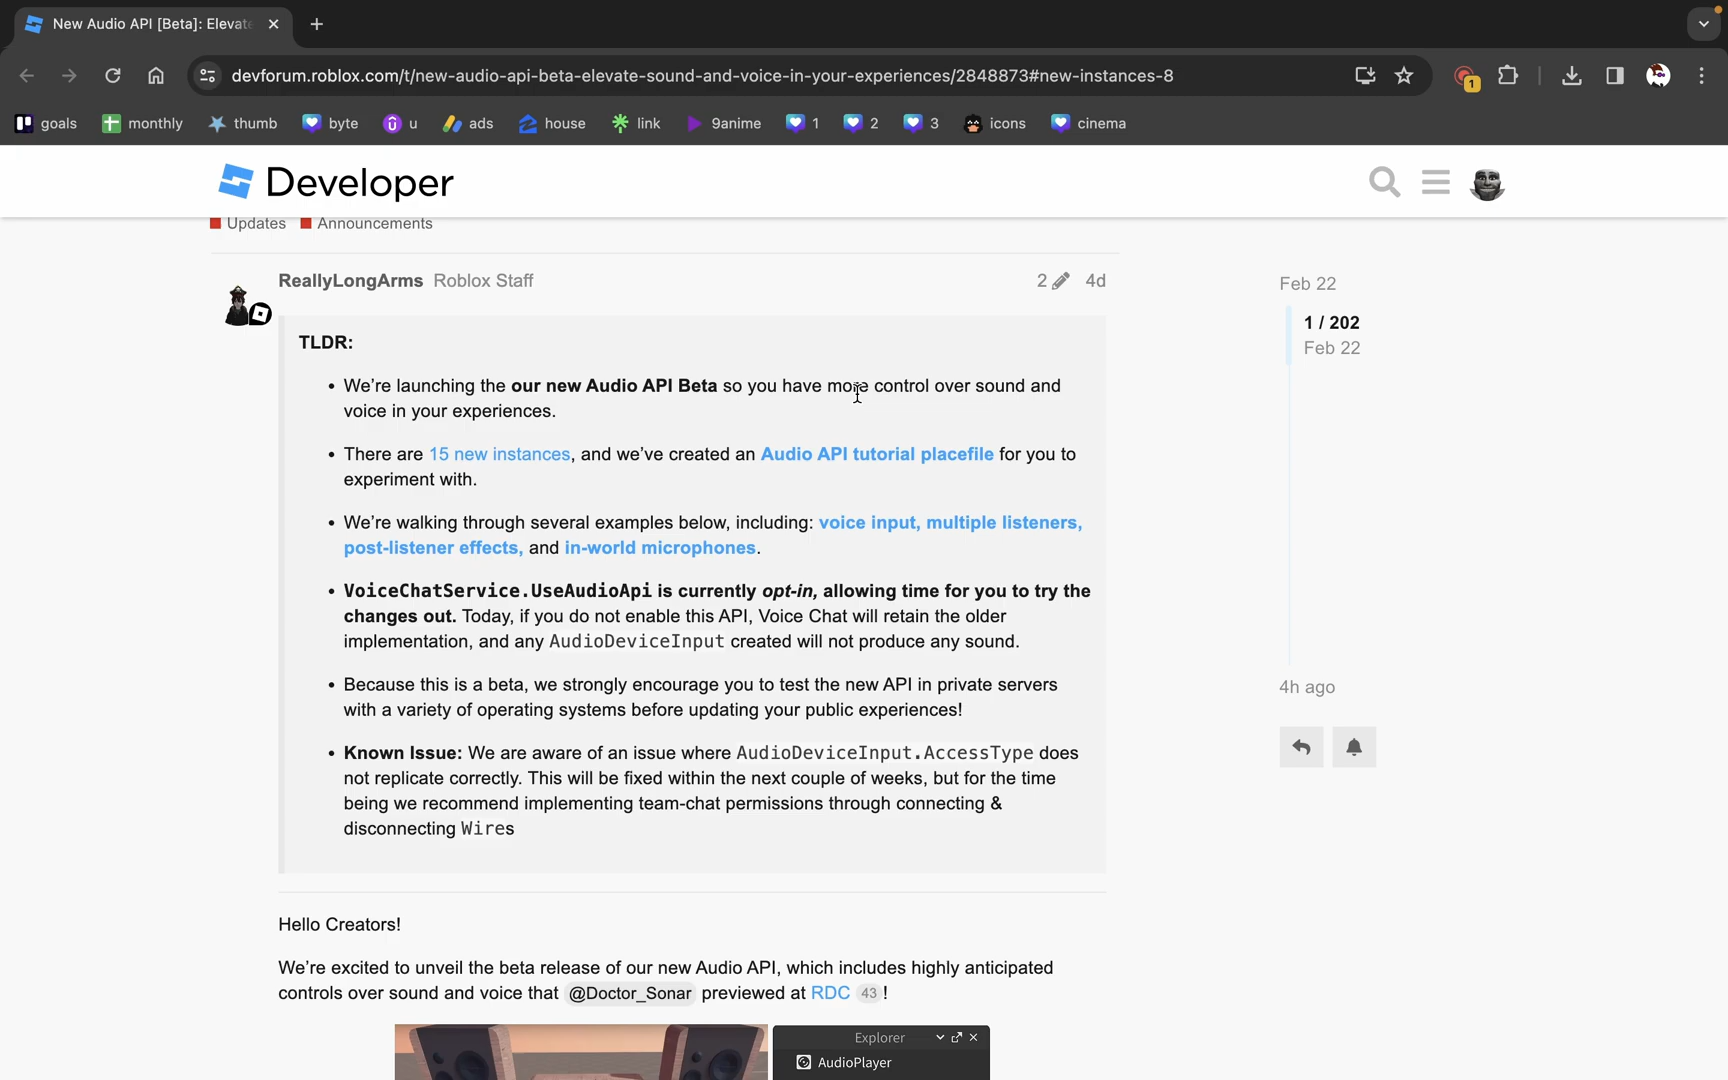 New Audio API [Beta]: Elevate
devforum.roblox.com/t/new-audio-api-beta-elevate-sound-and-voice-in-your-experiences/2848873#new-instances-8
1
goals monthly thumb byte u ads house link 9anime 1 2 3 icons cinema
Developer
Updates Announcements
ReallyLongArms Roblox Staff 2 4d
TLDR:
• We're launching the our new Audio API Beta so you have more control over sound and
voice in your experiences.
• There are 15 new instances, and we've created an Audio API tutorial placefile for you to
experiment with.
• We're walking through several examples below, including: voice input, multiple listeners,
post-listener effects, and in-world microphones.
• VoiceChatService.UseAudioApi is currently opt-in, allowing time for you to try the
changes out. Today, if you do not enable this API, Voice Chat will retain the older
implementation, and any AudioDeviceInput created will not produce any sound.
• Because this is a beta, we strongly encourage you to test the new API in private servers
with a variety of operating systems before updating your public experiences!
• Known Issue: We are aware of an issue where AudioDeviceInput.AccessType does
not replicate correctly. This will be fixed within the next couple of weeks, but for the time
being we recommend implementing team-chat permissions through connecting &
disconnecting Wires
Hello Creators!
We're excited to unveil the beta release of our new Audio API, which includes highly anticipated
controls over sound and voice that @Doctor_Sonar previewed at RDC 43 !
Explorer
AudioPlayer
Feb 22
1 / 202
Feb 22
4h ago